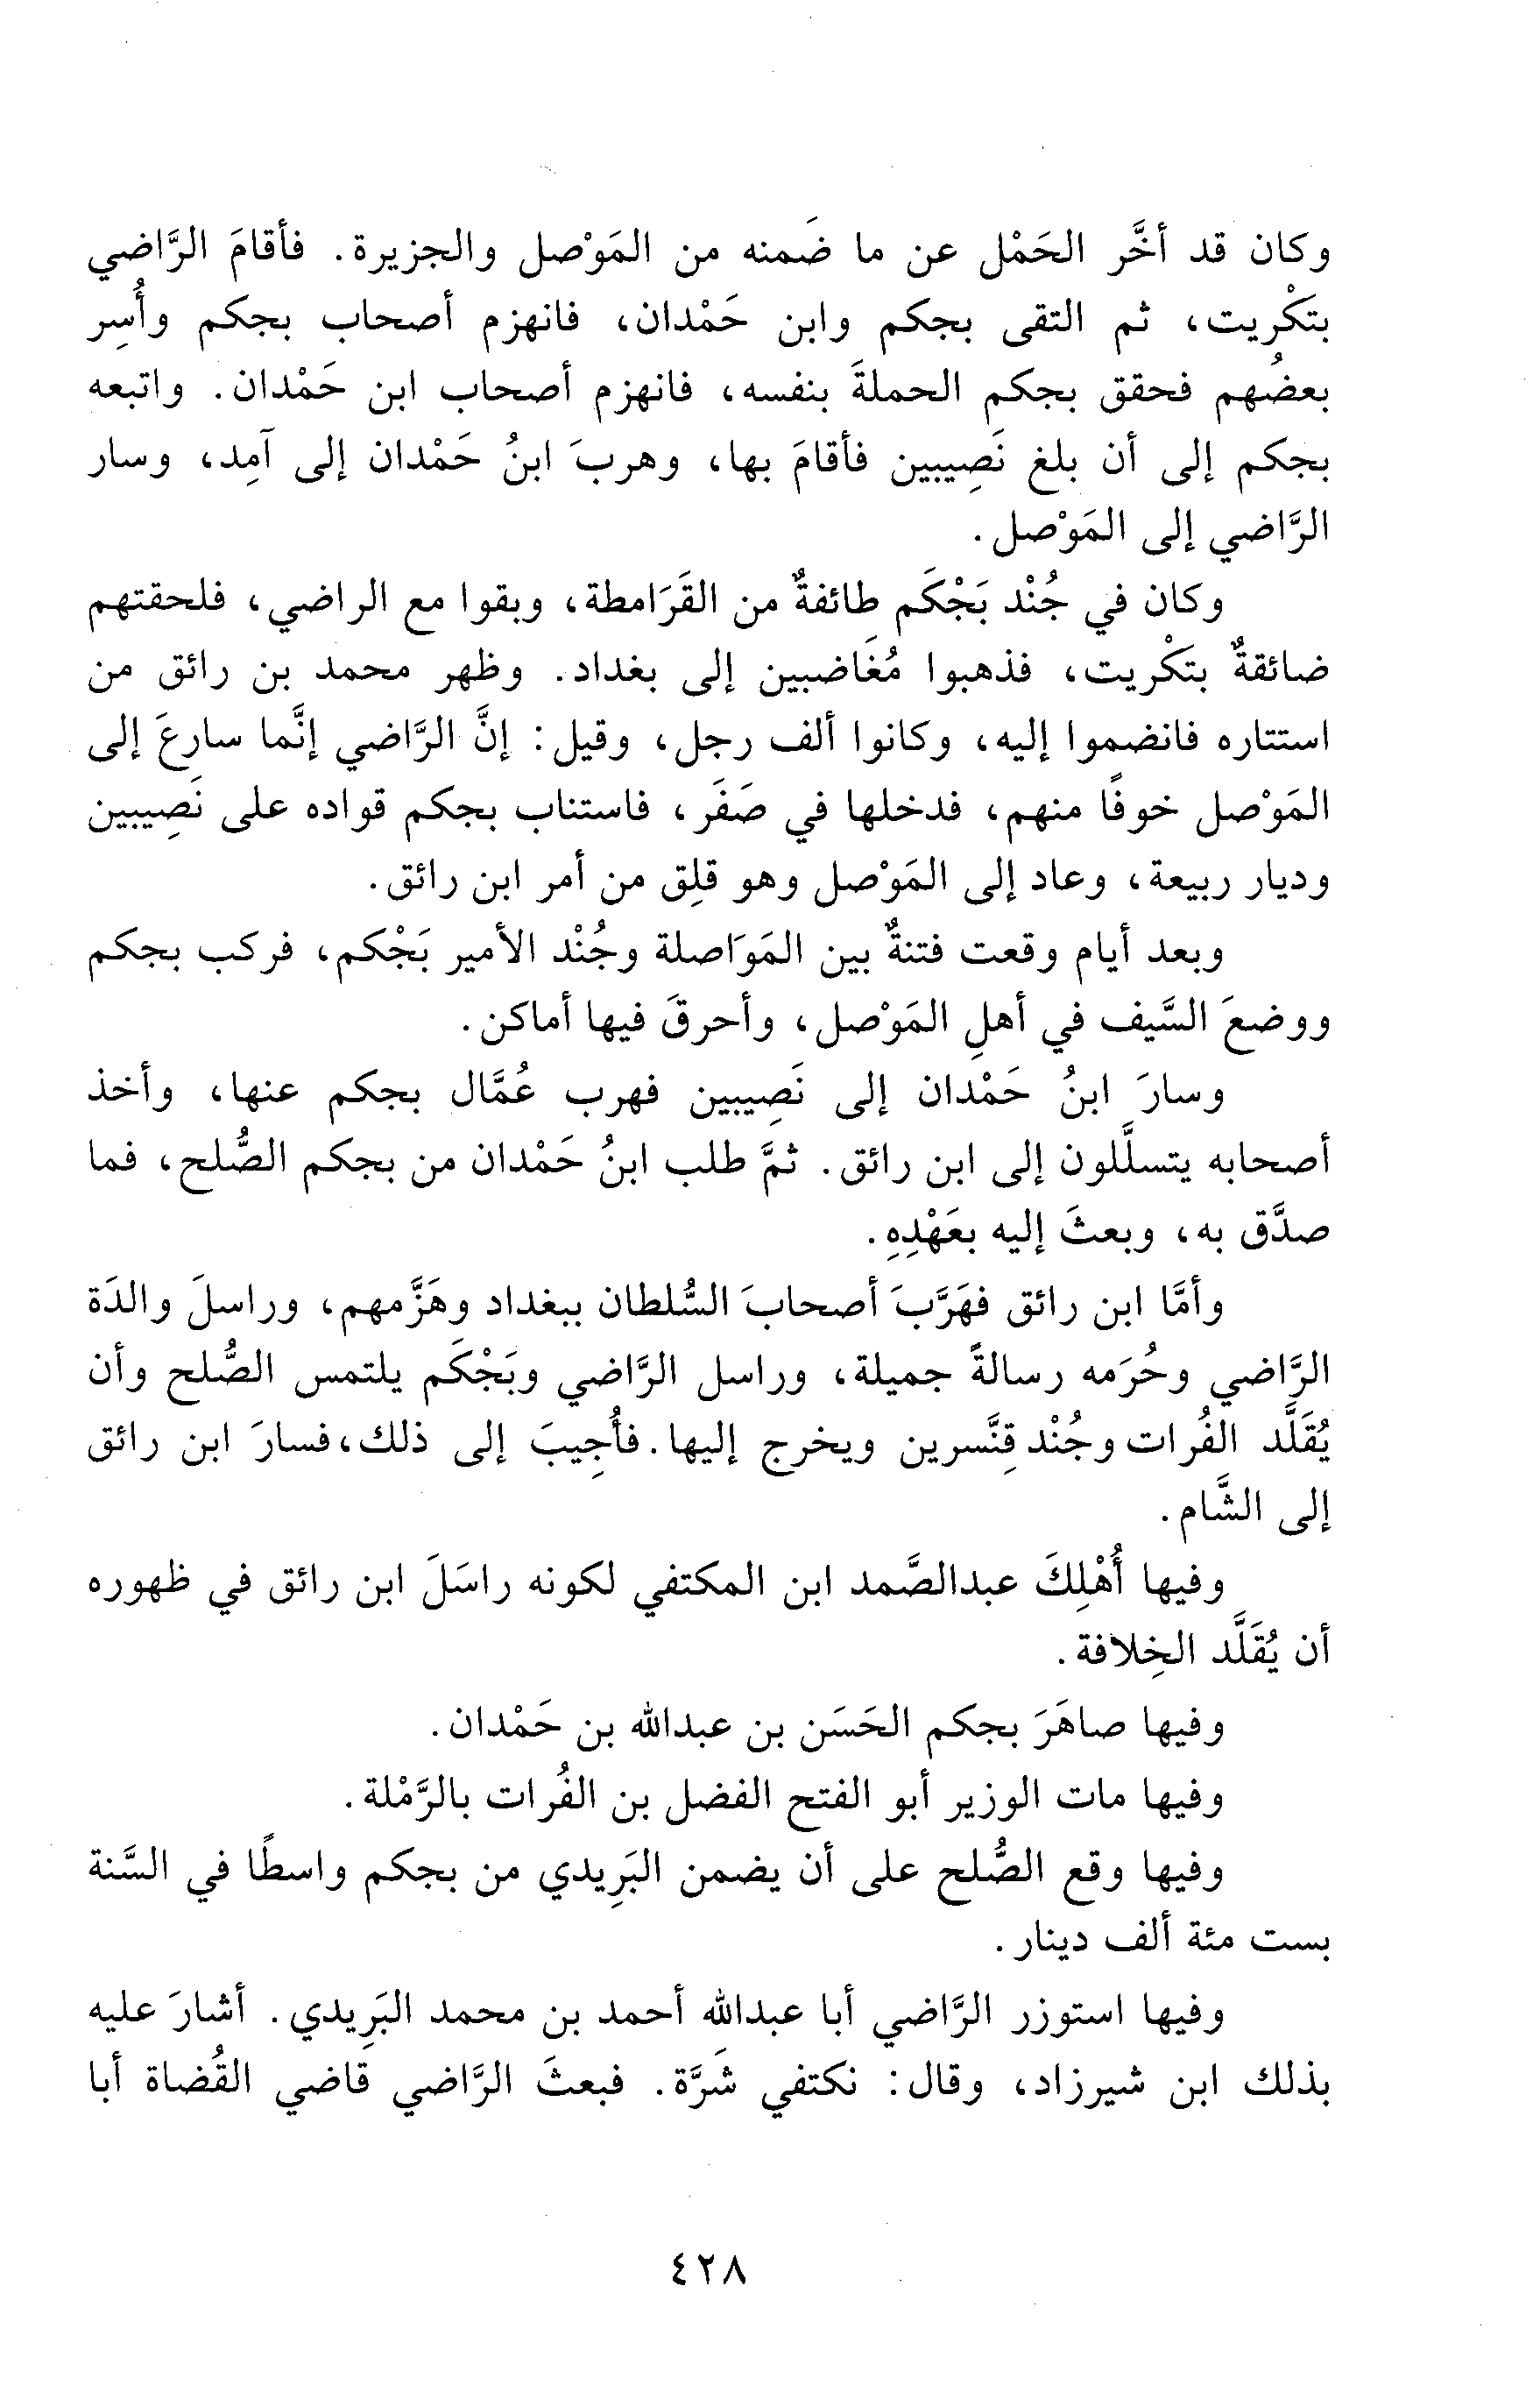 وكان قد أخَّر الحَمْل عن ما ضَمنه من المَوْصل والجزيرة. فأقامَ الرَّاضي
بتكْريت، ثم التقى بجكم وابن حَمْدان، فانهزم أصحاب بجكم وأُسِر
بعضُهم فحقق بجكم الحملةَ بنفسه، فانهزم أصحاب ابن حَمْدان. واتبعه
بجكم إلى أن بلغ نَصِيبين فأقامَ بها، وهربَ ابنُ حَمْدان إلى آمِد، وسار
الرَّاضي إلى المَوْصل.
وكان في جُنْد بَجْكَم طائفةٌ من القَرَامطة، وبقوا مع الراضي، فلحقتهم
ضائقةٌ بتكْريت، فذهبوا مُغَاضبين إلى بغداد. وظهر محمد بن رائق من
استتاره فانضموا إليه، وكانوا ألف رجل، وقيل: إنَّ الرَّاضي إنَّما سارعَ إلى
المَوْصل خوفًا منهم، فدخلها في صَفَر، فاستناب بجكم قواده على نَصِيبين
وديار ربيعة، وعاد إلى المَوْصل وهو قلِق من أمر ابن رائق.
وبعد أيام وقعت فتنةٌ بين المَوَاصلة وجُنْد الأمير بَجْكم، فركب بجكم
ووضعَ السَّيف في أهلِ المَوْصل، وأحرقَ فيها أماكن.
وسارَ ابنُ حَمْدان إلى نَصِيبين فهرب عُمَّال بجكم عنها، وأخذ
أصحابه يتسلَّلون إلى ابن رائق. ثمَّ طلب ابنُ حَمْدان من بجكم الصُّلح، فما
صدَّق به، وبعثَ إليه بعَهْدِهِ.
وأمَّا ابن رائق فهَرَّبَ أصحابَ السُّلطان ببغداد وهَزَّمهم، وراسلَ والدَة
الرَّاضي وحُرَمه رسالةً جميلة، وراسل الرَّاضي وبَجْكَم يلتمس الصُّلح وأن
يُقَلَّد الفُرات وجُنْد قِنَّسرين ويخرج إليها. فأُجِيبَ إلى ذلك، فسارَ ابن رائق
إلى الشَّام.
وفيها أُهْلِكَ عبدالصَّمد ابن المكتفي لكونه راسَلَ ابن رائق في ظهوره
أن يُقَلَّد الخِلافة.
وفيها صاهَرَ بجكم الحَسَن بن عبدالله بن حَمْدان.
وفيها مات الوزير أبو الفتح الفضل بن الفُرات بالرَّمْلة.
وفيها وقع الصُّلح على أن يضمن البَرِيدي من بجكم واسطًا في السَّنة
بست مئة ألف دينار.
وفيها استوزر الرَّاضي أبا عبدالله أحمد بن محمد البَرِيدي. أشارَ عليه
بذلك ابن شيرزاد، وقال: نكتفي شَرَّة. فبعثَ الرَّاضي قاضي القُضاة أبا
٤٢٨